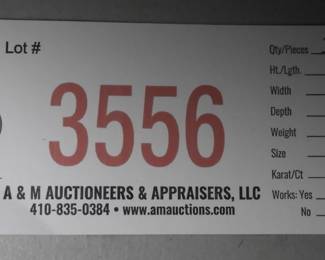 Lot #
3556
A & M AUCTIONEERS & APPRAISERS, LLC
410-835-0384 • www.amauctions.com
Qty/Pieces
Ht./Lgth.
Width
Depth
Weight
Size
Karat/Ct
Works: Yes
No